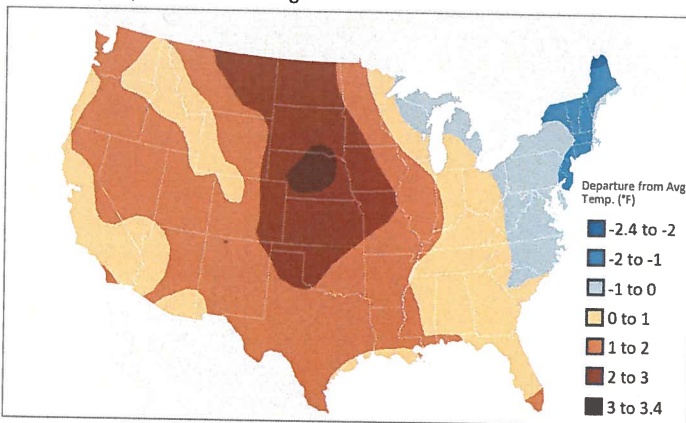 Departure from Avg
Temp. (°F)
-2.4 to -2
-2 to -1
-1 to 0
0 to 1
1 to 2
2 to 3
3 to 3.4